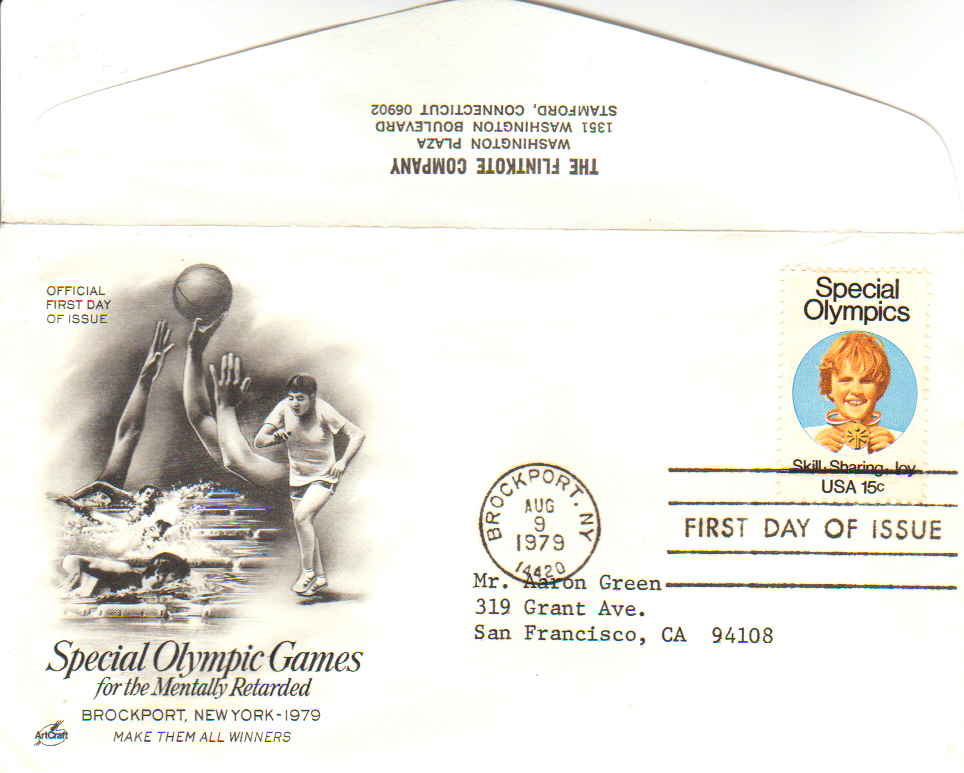 THE FLINTKOTE COMPANY
WASHINGTON PLAZA
1351 WASHINGTON BOULEVARD
STAMFORD, CONNECTICUT 06902
OFFICIAL
FIRST DAY
OF ISSUE
Special
Olympics
Skill·Sharing·Joy
USA 15c
BROCKPORT, NY
AUG
9
1979
14420
FIRST DAY OF ISSUE
Mr. Aaron Green
319 Grant Ave.
San Francisco, CA 94108
Special Olympic Games
for the Mentally Retarded
BROCKPORT, NEW YORK-1979
MAKE THEM ALL WINNERS
ArtCraft